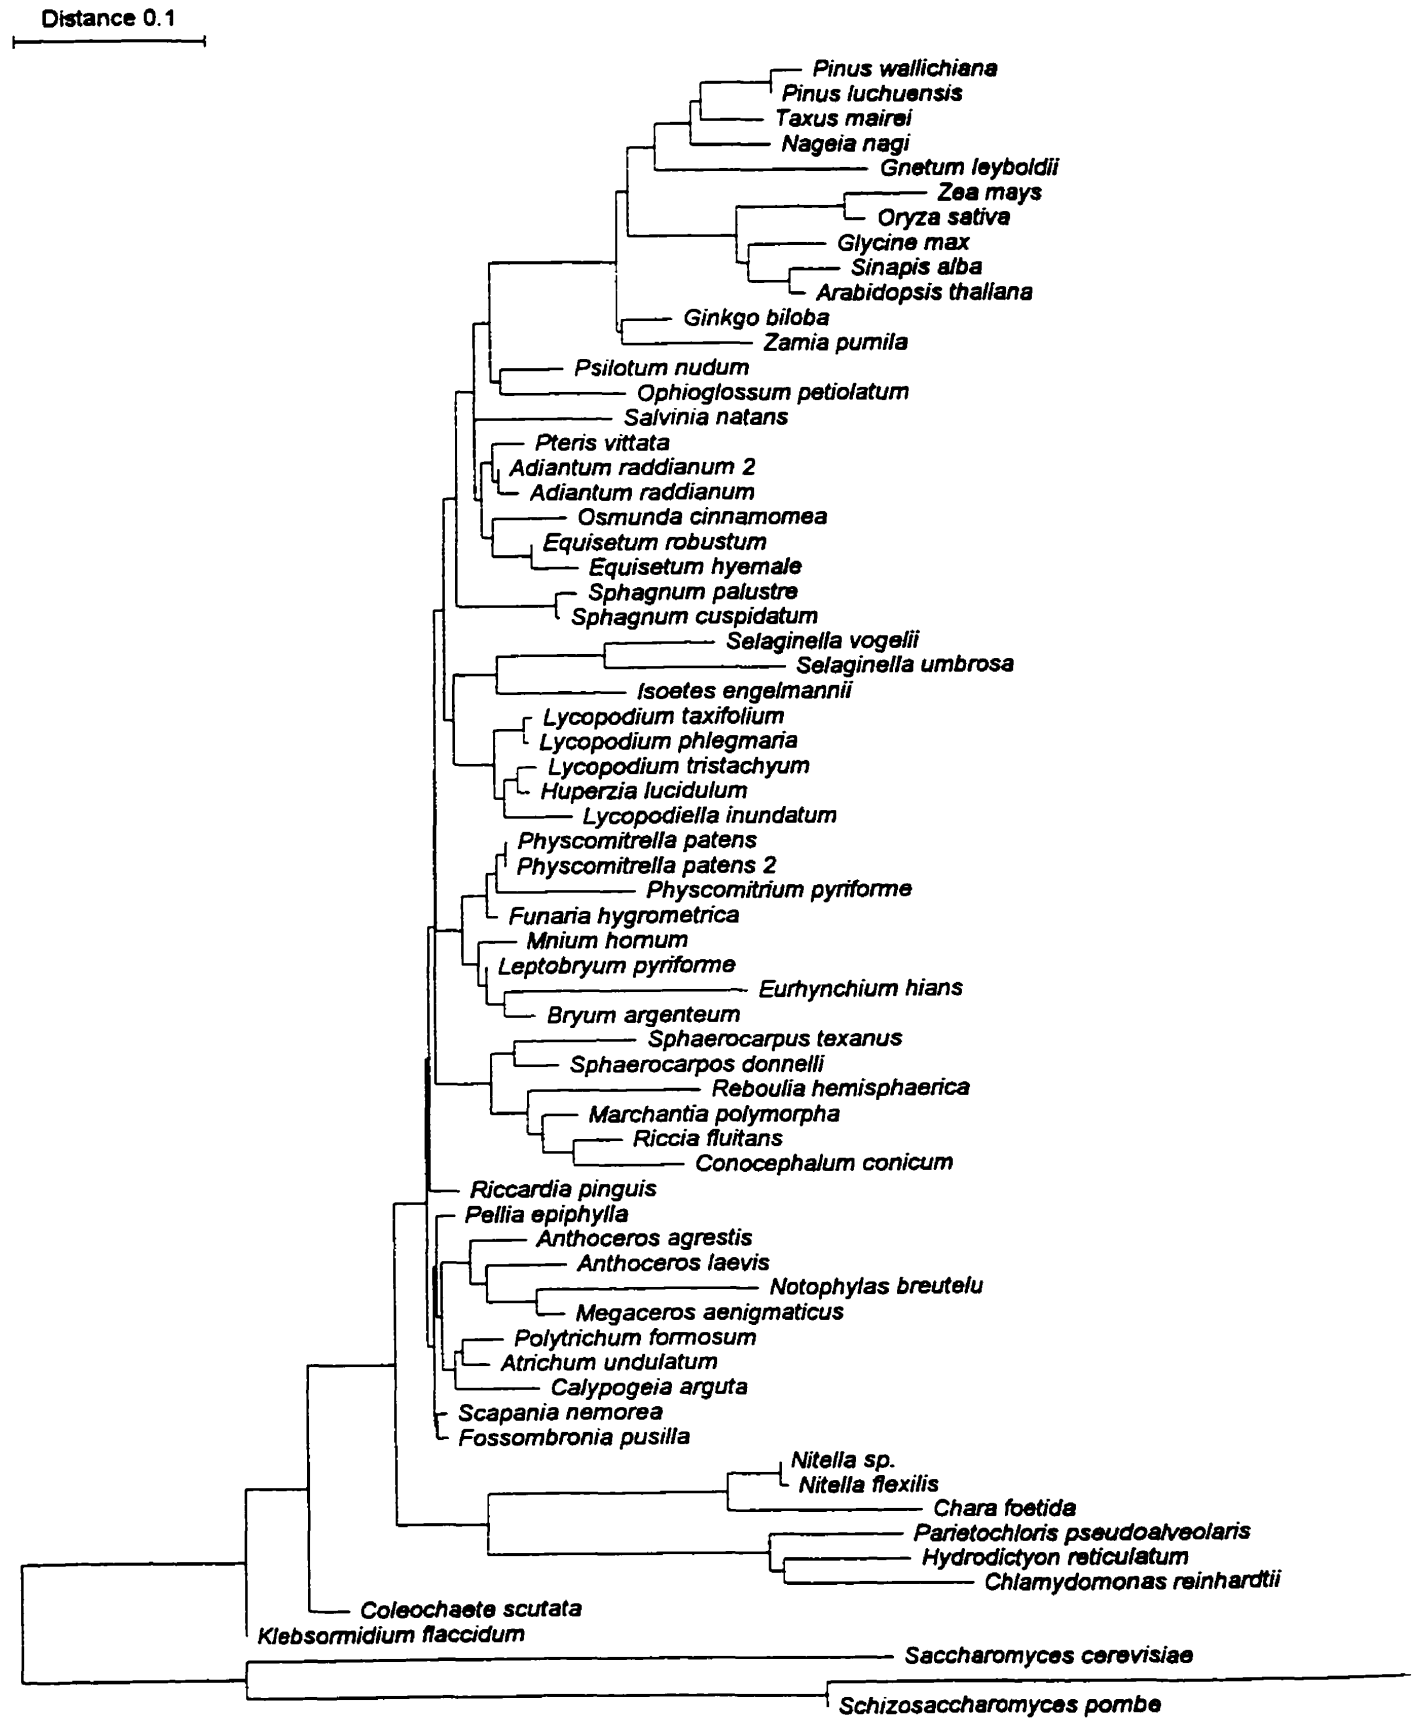 Distance 0.1
Pinus wallichiana
Pinus luchuensis
Taxus mairei
Nageia nagi
Gnetum leyboldii
Zea mays
Oryza sativa
Glycine max
Sinapis alba
Arabidopsis thaliana
Ginkgo biloba
Zamia pumila
Psilotum nudum
Ophioglossum petiolatum
Salvinia natans
Pteris vittata
Adiantum raddianum 2
Adiantum raddianum
Osmunda cinnamomea
Equisetum robustum
Equisetum hyemale
Sphagnum palustre
Sphagnum cuspidatum
Selaginella vogelii
Selaginella umbrosa
Isoetes engelmannii
Lycopodium taxifolium
Lycopodium phlegmaria
Lycopodium tristachyum
Huperzia lucidulum
Lycopodiella inundatum
Physcomitrella patens
Physcomitrella patens 2
Physcomitrium pyriforme
Funaria hygrometrica
Mnium hornum
Leptobryum pyriforme
Eurhynchium hians
Bryum argenteum
Sphaerocarpus texanus
Sphaerocarpos donnelli
Reboulia hemisphaerica
Marchantia polymorpha
Riccia fluitans
Conocephalum conicum
Riccardia pinguis
Pellia epiphylla
Anthoceros agrestis
Anthoceros laevis
Notophylas breutelu
Megaceros aenigmaticus
Polytrichum formosum
Atrichum undulatum
Calypogeia arguta
Scapania nemorea
Fossombronia pusilla
Nitella sp.
Nitella flexilis
Chara foetida
Parietochloris pseudoalveolaris
Hydrodictyon reticulatum
Chlamydomonas reinhardtii
Coleochaete scutata
Klebsormidium flaccidum
Saccharomyces cerevisiae
Schizosaccharomyces pombe